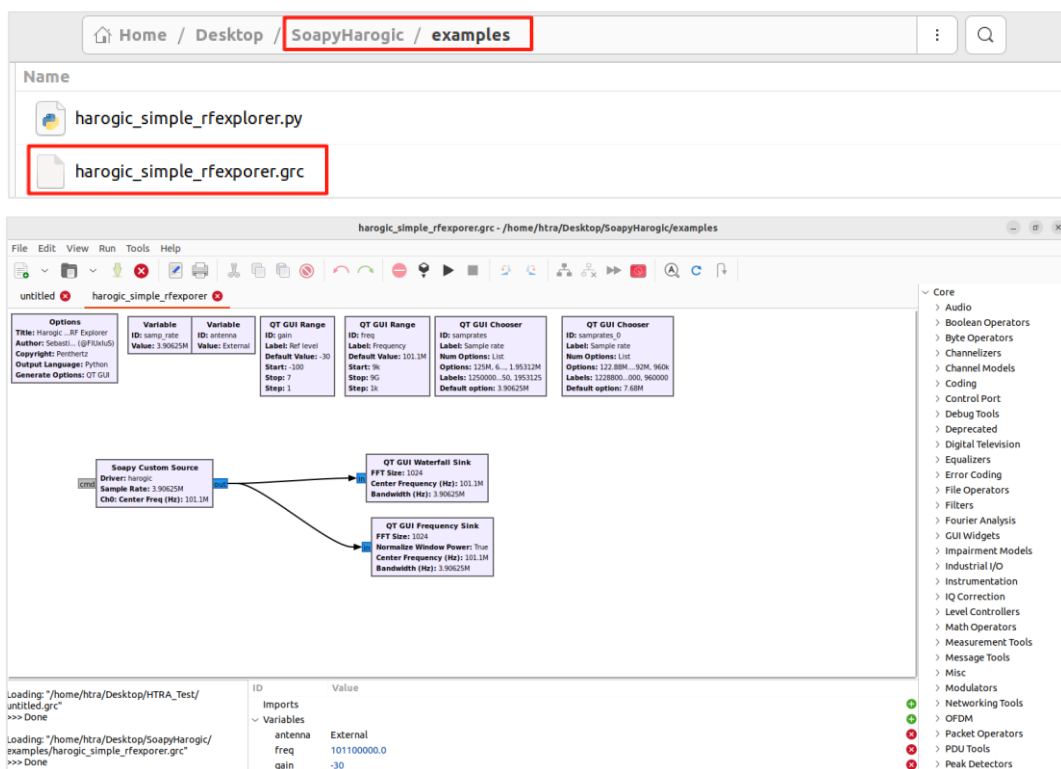 Home / Desktop / SoapyHarogic / examples
Name
harogic_simple_rfexplorer.py
harogic_simple_rfexporer.grc
harogic_simple_rfexporer.grc - /home/htra/Desktop/SoapyHarogic/examples
File Edit View Run Tools Help
untitled
harogic_simple_rfexporer
Options
Title: Harogic ...RF Explorer
Author: Sebasti... (@FlUxIuS)
Copyright: Penthertz
Output Language: Python
Generate Options: QT GUI
Variable
ID: samp_rate
Value: 3.90625M
Variable
ID: antenna
Value: External
QT GUI Range
ID: gain
Label: Ref level
Default Value: -30
Start: -100
Stop: 7
Step: 1
QT GUI Range
ID: freq
Label: Frequency
Default Value: 101.1M
Start: 9k
Stop: 9G
Step: 1k
QT GUI Chooser
ID: samprates
Label: Sample rate
Num Options: List
Options: 125M, 6..., 1.95312M
Labels: 1250000...50, 1953125
Default option: 3.90625M
QT GUI Chooser
ID: samprates_0
Label: Sample rate
Num Options: List
Options: 122.88M....92M, 960k
Labels: 1228800...000, 960000
Default option: 7.68M
Soapy Custom Source
Driver: harogic
Sample Rate: 3.90625M
Ch0: Center Freq (Hz): 101.1M
cmd
out
in
QT GUI Waterfall Sink
FFT Size: 1024
Center Frequency (Hz): 101.1M
Bandwidth (Hz): 3.90625M
in
QT GUI Frequency Sink
FFT Size: 1024
Normalize Window Power: True
Center Frequency (Hz): 101.1M
Bandwidth (Hz): 3.90625M
Core
Audio
Boolean Operators
Byte Operators
Channelizers
Channel Models
Coding
Control Port
Debug Tools
Deprecated
Digital Television
Equalizers
Error Coding
File Operators
Filters
Fourier Analysis
GUI Widgets
Impairment Models
Industrial I/O
Instrumentation
IQ Correction
Level Controllers
Math Operators
Measurement Tools
Message Tools
Misc
Modulators
Networking Tools
OFDM
Packet Operators
PDU Tools
Peak Detectors
Loading: "/home/htra/Desktop/HTRA_Test/
untitled.grc"
>>> Done
Loading: "/home/htra/Desktop/SoapyHarogic/
examples/harogic_simple_rfexporer.grc"
>>> Done
ID Value
Imports
Variables
antenna External
freq 101100000.0
gain -30